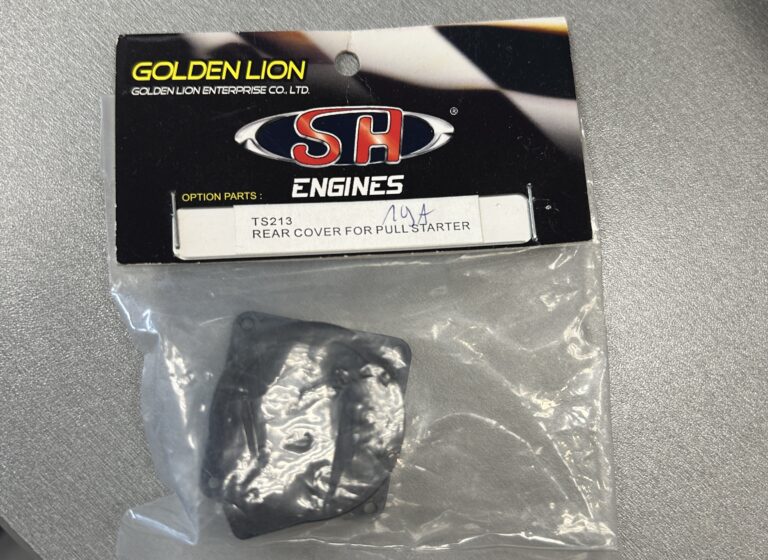 GOLDEN LION
GOLDEN LION ENTERPRISE CO., LTD.
SH®
ENGINES
OPTION PARTS :
TS213
REAR COVER FOR PULL STARTER